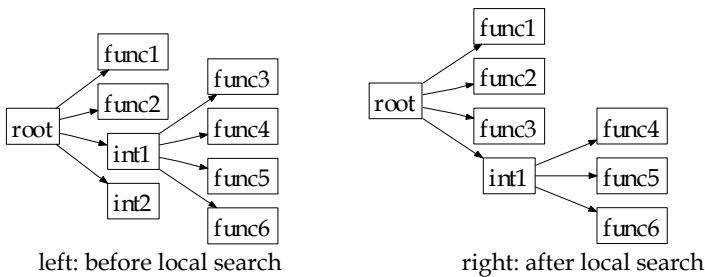 func1
func2
root
int1
int2
func3
func4
func5
func6
left: before local search
func1
func2
root
func3
int1
func4
func5
func6
right: after local search